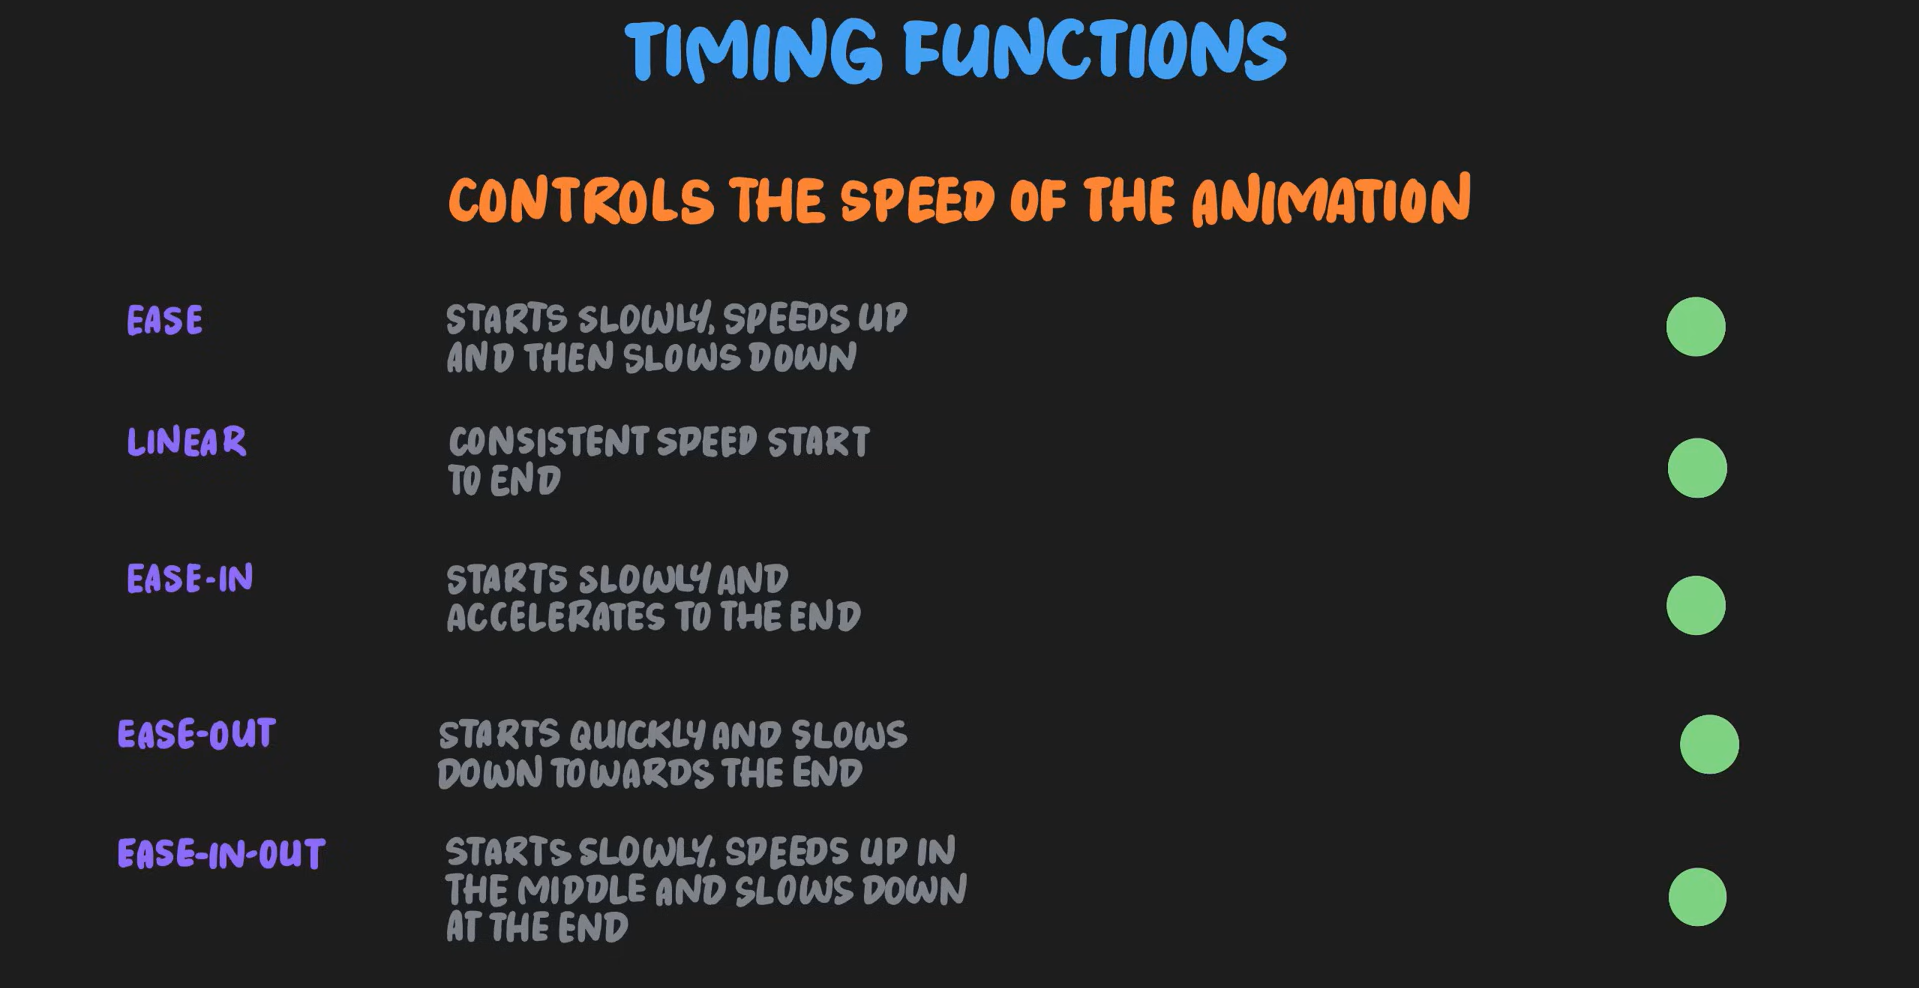 TIMING FUNCTIONS
CONTROLS THE SPEED OF THE ANIMATION
EASE
STARTS SLOWLY, SPEEDS UP
AND THEN SLOWS DOWN
LINEAR
CONSISTENT SPEED START
TO END
EASE-IN
STARTS SLOWLY AND
ACCELERATES TO THE END
EASE-OUT
STARTS QUICKLY AND SLOWS
DOWN TOWARDS THE END
EASE-IN-OUT
STARTS SLOWLY, SPEEDS UP IN
THE MIDDLE AND SLOWS DOWN
AT THE END